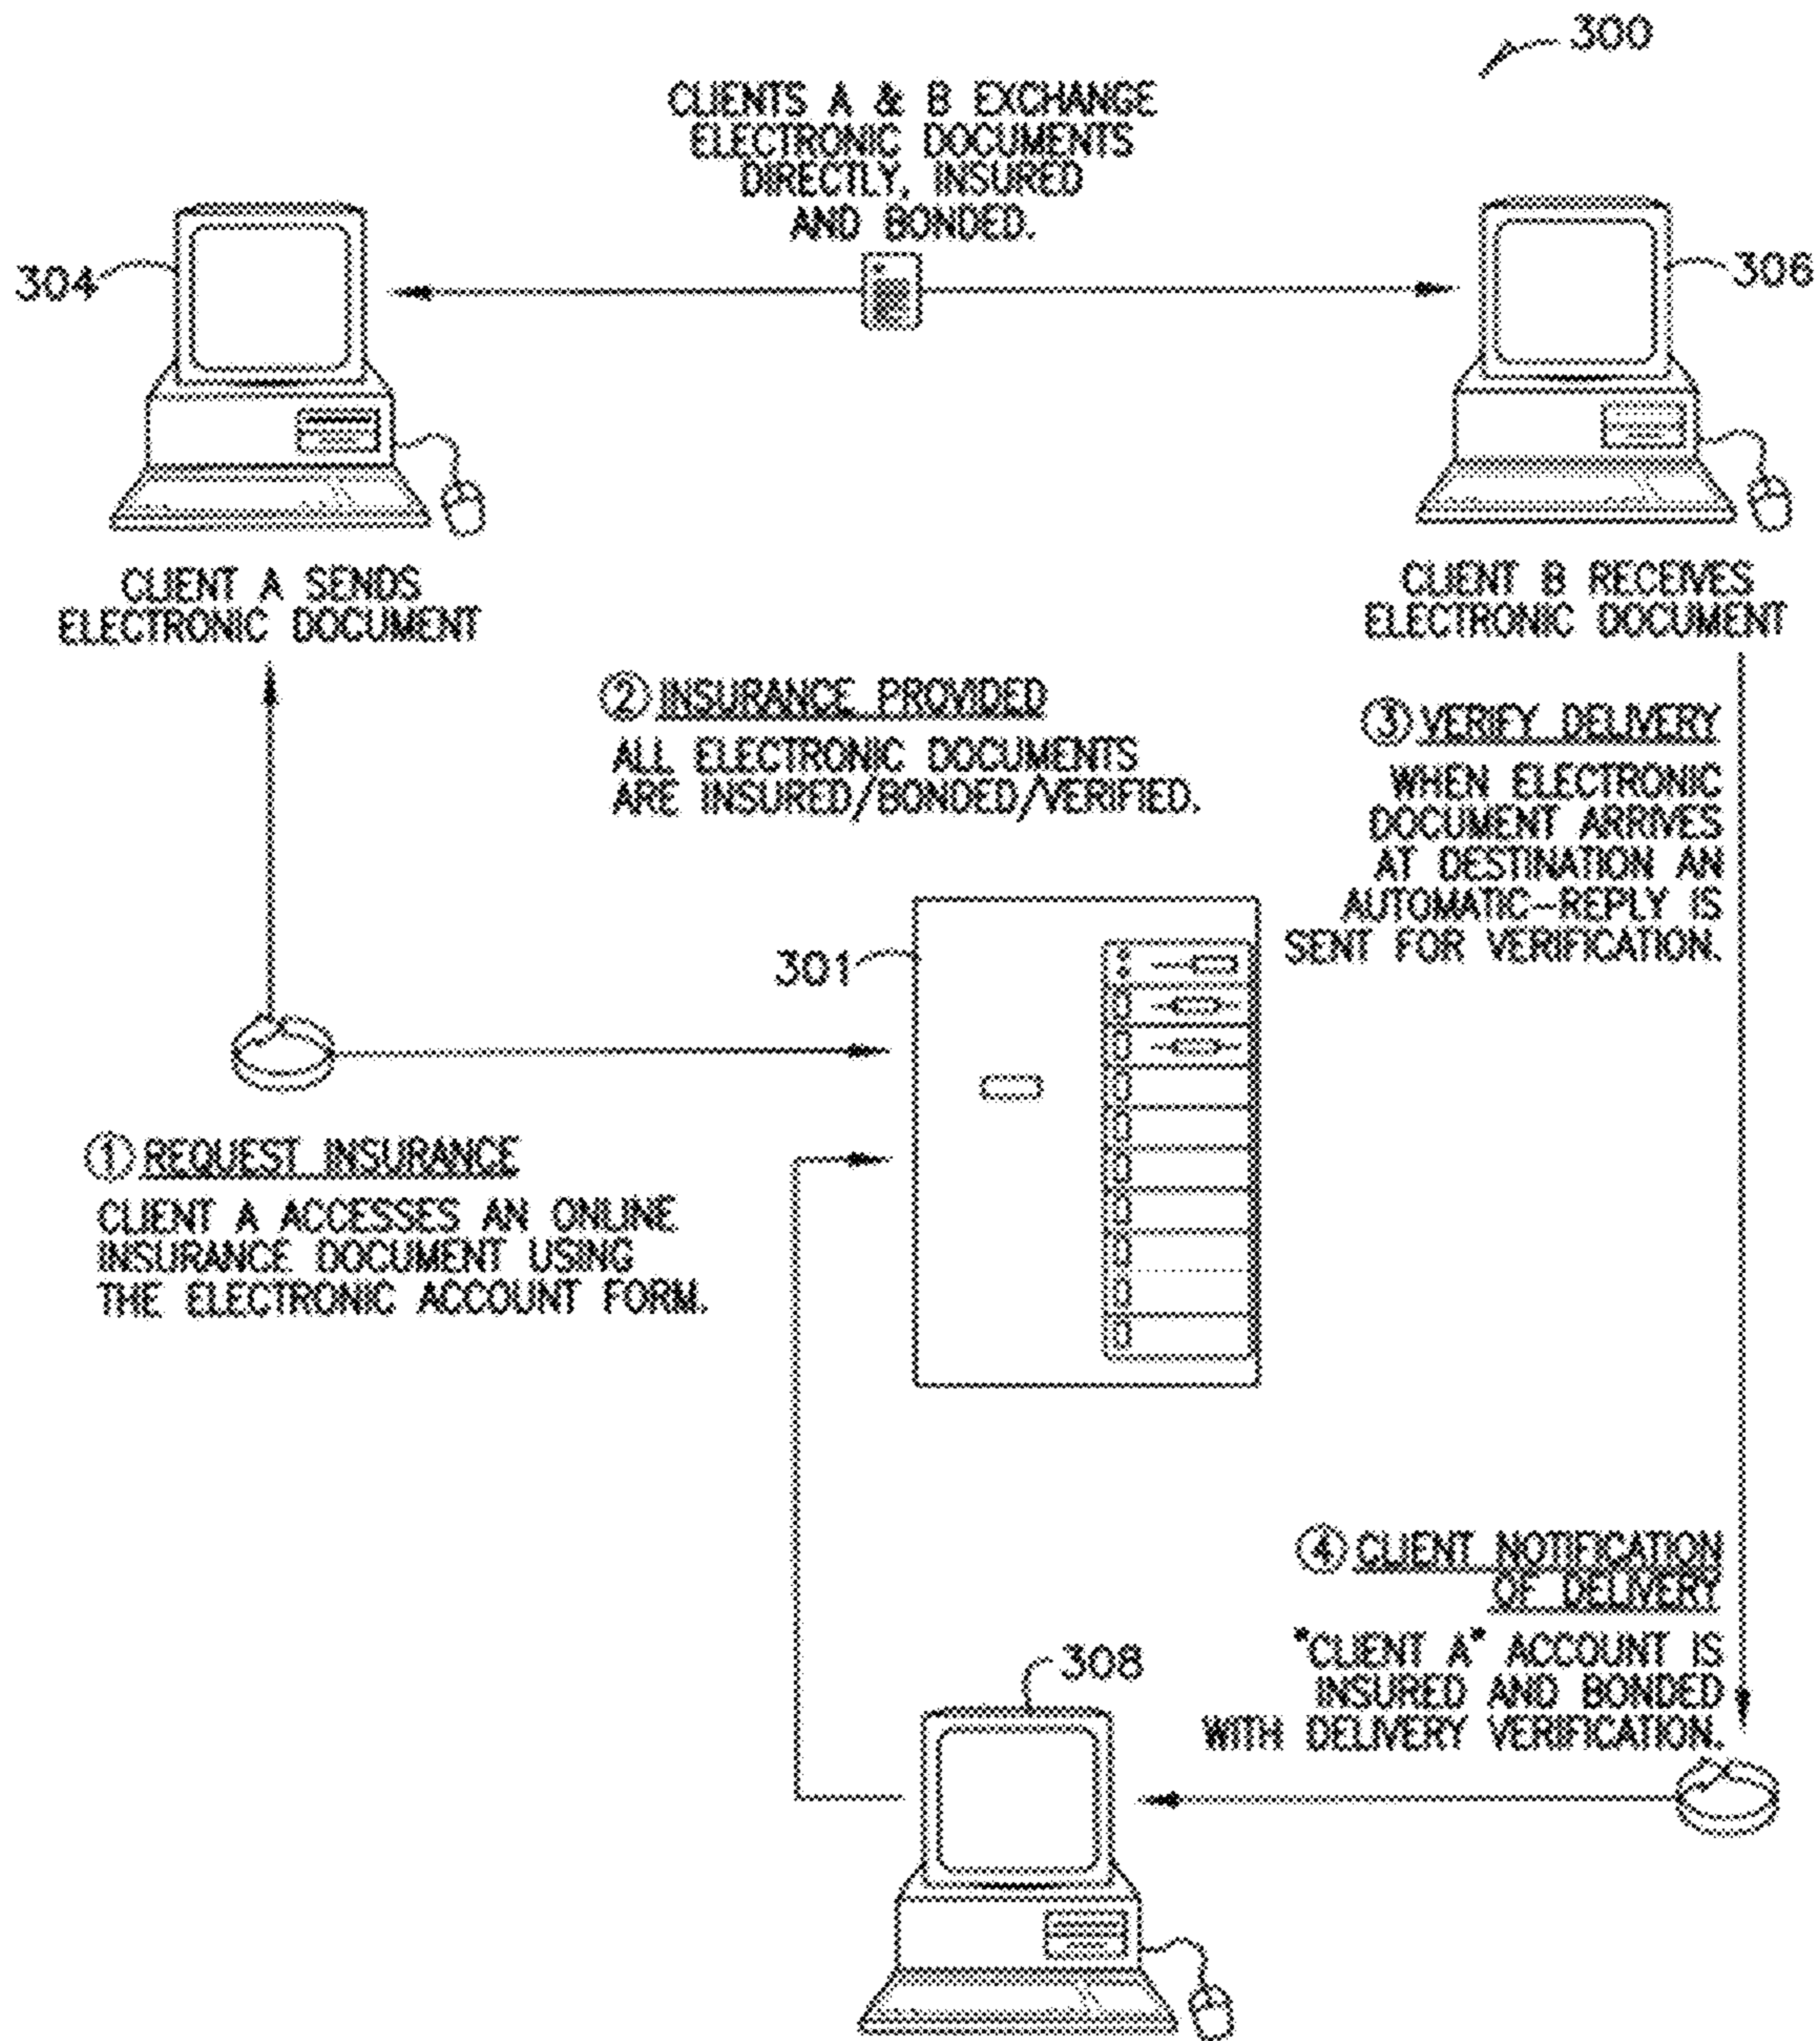 300
CLIENTS A & B EXCHANGE
ELECTRONIC DOCUMENTS
DIRECTLY, INSURED
AND BONDED.
304
306
CLIENT A SENDS
ELECTRONIC DOCUMENT
CLIENT B RECEIVES
ELECTRONIC DOCUMENT
② INSURANCE PROVIDED
ALL ELECTRONIC DOCUMENTS
ARE INSURED/BONDED/VERIFIED.
③ VERIFY DELIVERY
WHEN ELECTRONIC
DOCUMENT ARRIVES
AT DESTINATION AN
AUTOMATIC-REPLY IS
SENT FOR VERIFICATION.
301
① REQUEST INSURANCE
CLIENT A ACCESSES AN ONLINE
INSURANCE DOCUMENT USING
THE ELECTRONIC ACCOUNT FORM.
④ CLIENT NOTIFICATION
OF DELIVERY
"CLIENT A" ACCOUNT IS
INSURED AND BONDED
WITH DELIVERY VERIFICATION.
308